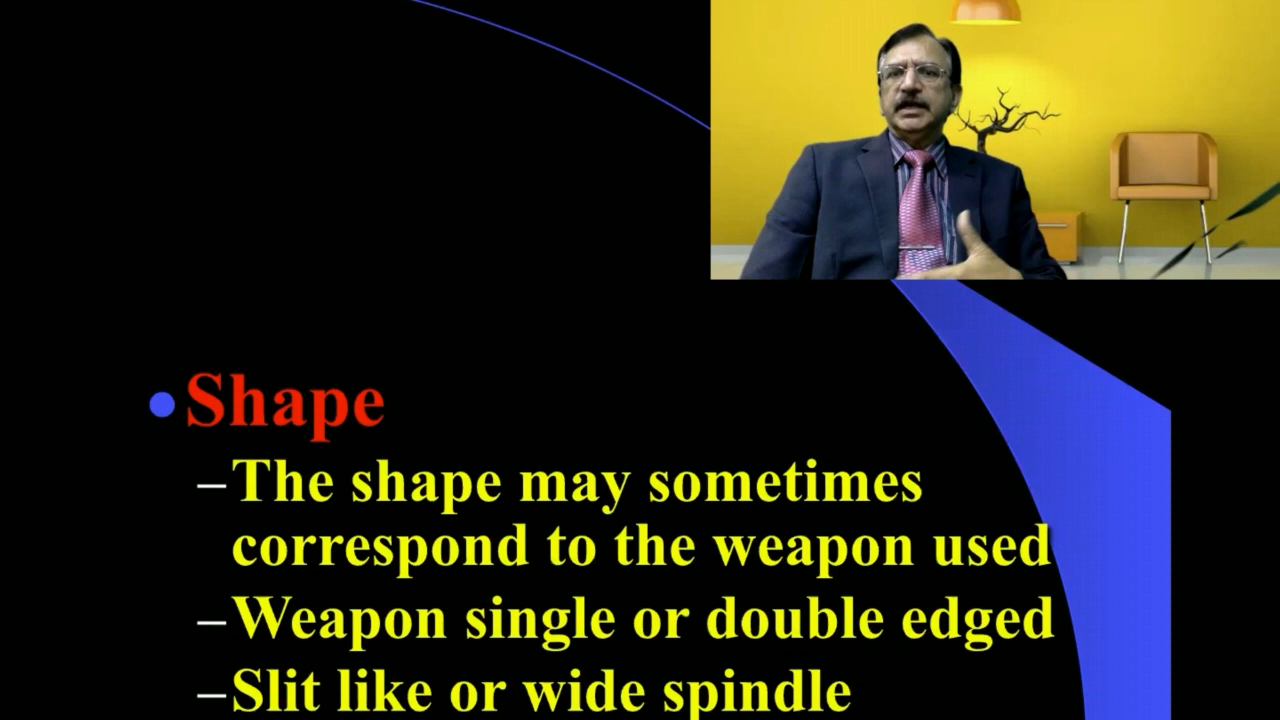 Shape
–The shape may sometimes
correspond to the weapon used
–Weapon single or double edged
–Slit like or wide spindle